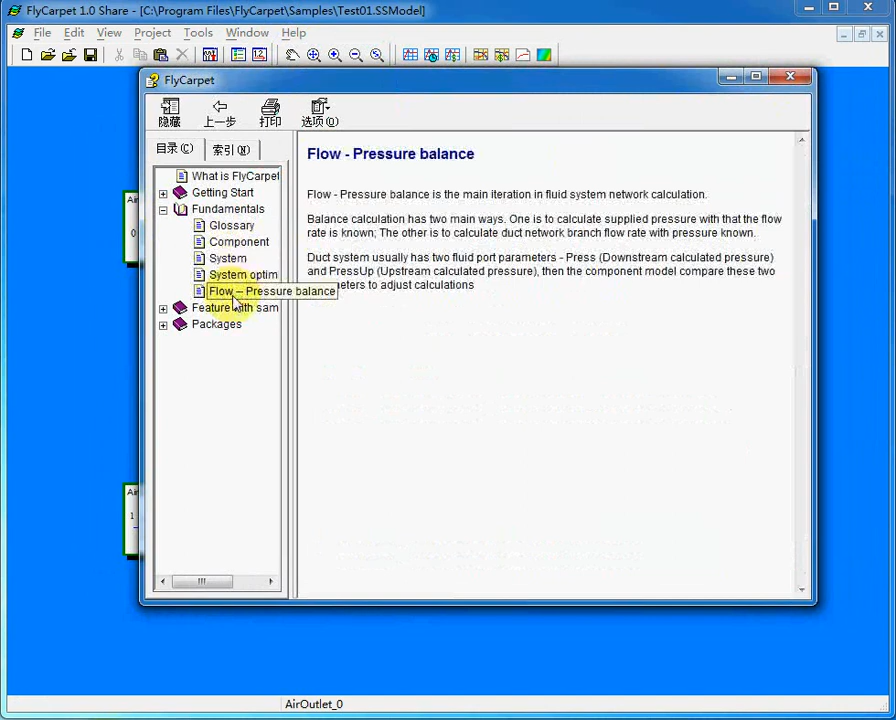 FlyCarpet 1.0 Share - [C:\Program Files\FlyCarpet\Samples\Test01.SSModel]
File Edit View Project Tools Window Help
FlyCarpet
隐藏 上一步 打印 选项(O)
目录(C) 索引(N)
What is FlyCarpet
Getting Start
Fundamentals
Glossary
Component
System
System optim
Flow – Pressure balance
Feature with sam
Packages
Flow - Pressure balance
Flow - Pressure balance is the main iteration in fluid system network calculation.
Balance calculation has two main ways. One is to calculate supplied pressure with that the flow
rate is known; The other is to calculate duct network branch flow rate with pressure known.
Duct system usually has two fluid port parameters - Press (Downstream calculated pressure)
and PressUp (Upstream calculated pressure), then the component model compare these two
meters to adjust calculations
Air
0
Air
1
AirOutlet_0